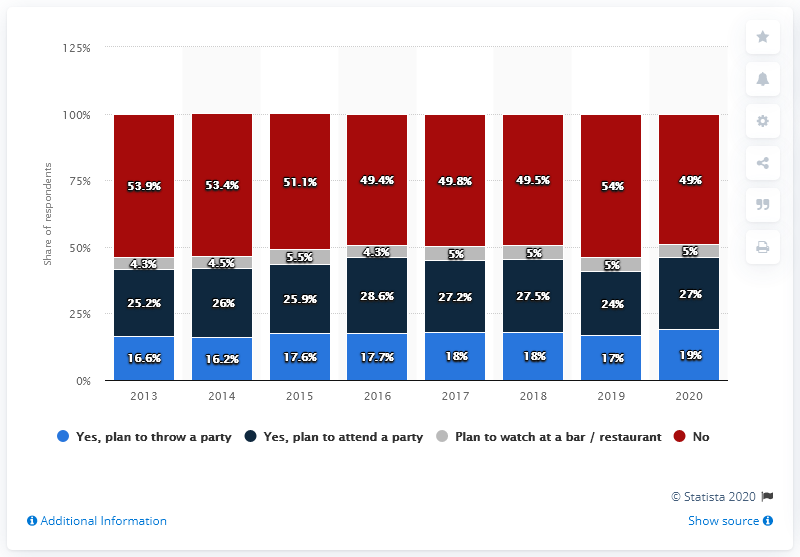 125%
100%
75%
50%
25%
0%
Share of respondents
53.9% 53.4% 51.1% 49.4% 49.8% 49.5% 54% 49%
4.3% 4.5% 5.5% 4.3% 5% 5% 5% 5%
25.2% 26% 25.9% 28.6% 27.2% 27.5% 24% 27%
16.6% 16.2% 17.6% 17.7% 18% 18% 17% 19%
2013 2014 2015 2016 2017 2018 2019 2020
Yes, plan to throw a party Yes, plan to attend a party Plan to watch at a bar / restaurant No
© Statista 2020
Additional Information Show source